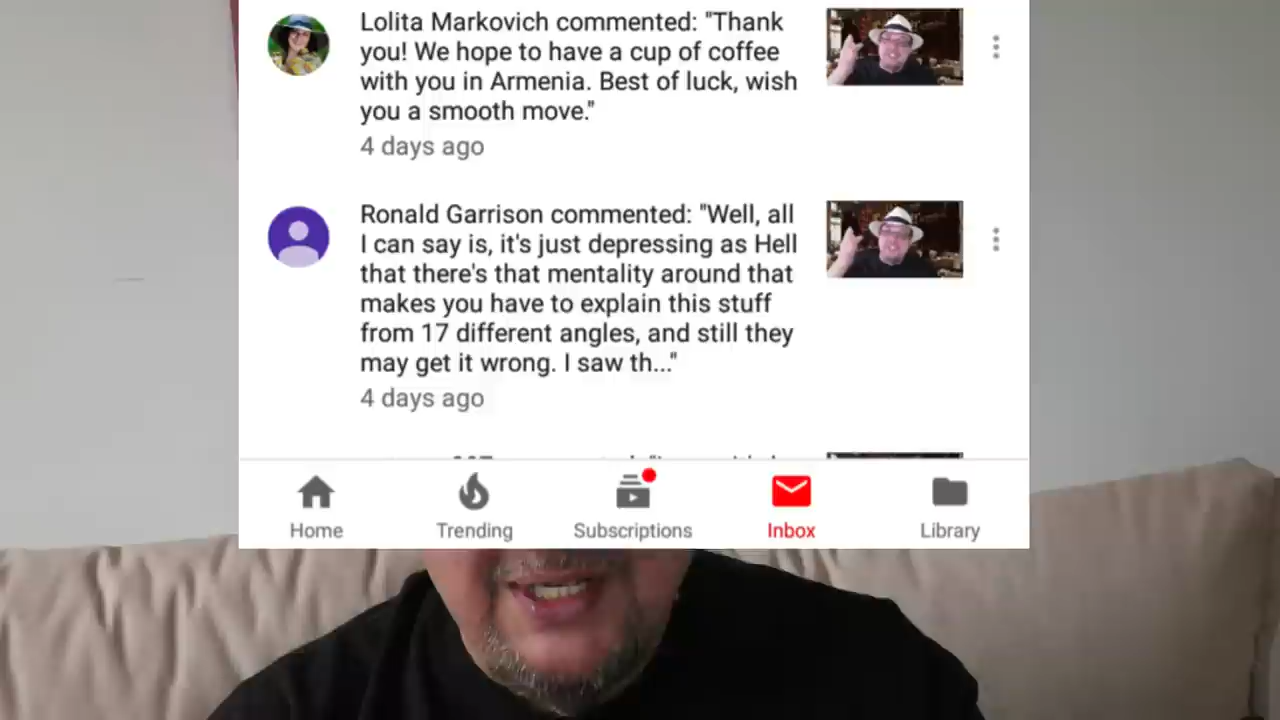 Lolita Markovich commented: "Thank
you! We hope to have a cup of coffee
with you in Armenia. Best of luck, wish
you a smooth move."
4 days ago
Ronald Garrison commented: "Well, all
I can say is, it's just depressing as Hell
that there's that mentality around that
makes you have to explain this stuff
from 17 different angles, and still they
may get it wrong. I saw th..."
4 days ago
Home
Trending
Subscriptions
Inbox
Library